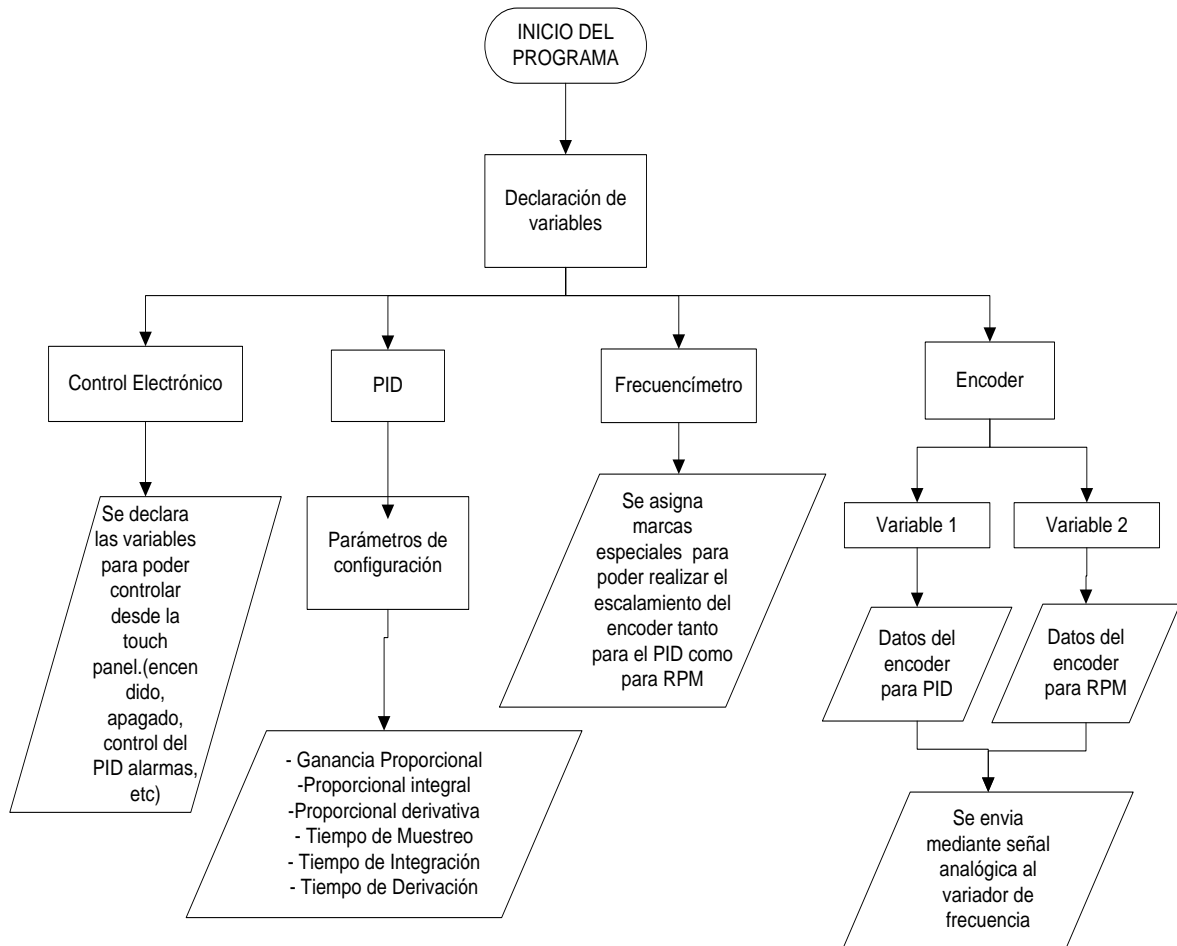 INICIO DEL
PROGRAMA
Declaración de
variables
Control Electrónico
PID
Frecuencímetro
Encoder
Se declara
las variables
para poder
controlar
desde la
touch
panel.(encen
dido,
apagado,
control del
PID alarmas,
etc)
Parámetros de
configuración
- Ganancia Proporcional
-Proporcional integral
-Proporcional derivativa
- Tiempo de Muestreo
- Tiempo de Integración
- Tiempo de Derivación
Se asigna
marcas
especiales para
poder realizar el
escalamiento del
encoder tanto
para el PID como
para RPM
Variable 1
Variable 2
Datos del
encoder
para PID
Datos del
encoder
para RPM
Se envia
mediante señal
analógica al
variador de
frecuencia